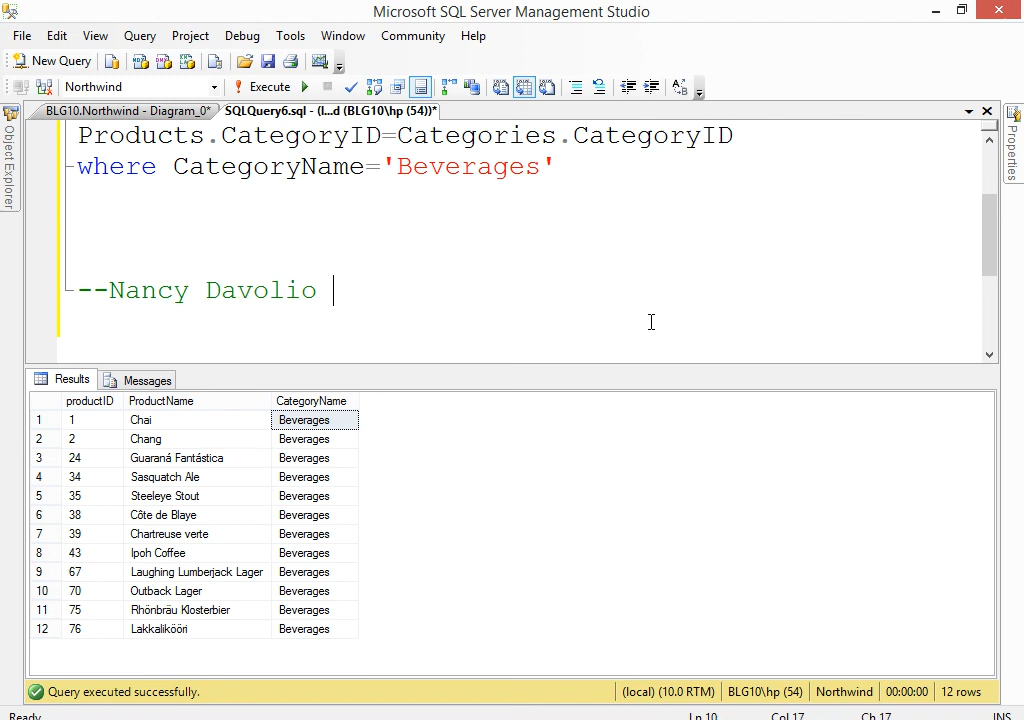 Microsoft SQL Server Management Studio
File Edit View Query Project Debug Tools Window Community Help
New Query
Northwind Execute
BLG10.Northwind - Diagram_0* SQLQuery6.sql - (l...d (BLG10\hp (54))*
Object Explorer
Properties
Products.CategoryID=Categories.CategoryID
where CategoryName='Beverages'
--Nancy Davolio
Results Messages
productID ProductName CategoryName
1 1 Chai Beverages
2 2 Chang Beverages
3 24 Guaraná Fantástica Beverages
4 34 Sasquatch Ale Beverages
5 35 Steeleye Stout Beverages
6 38 Côte de Blaye Beverages
7 39 Chartreuse verte Beverages
8 43 Ipoh Coffee Beverages
9 67 Laughing Lumberjack Lager Beverages
10 70 Outback Lager Beverages
11 75 Rhönbräu Klosterbier Beverages
12 76 Lakkalikööri Beverages
Query executed successfully. (local) (10.0 RTM) BLG10\hp (54) Northwind 00:00:00 12 rows
Ready Ln 10 Col 17 Ch 17 INS